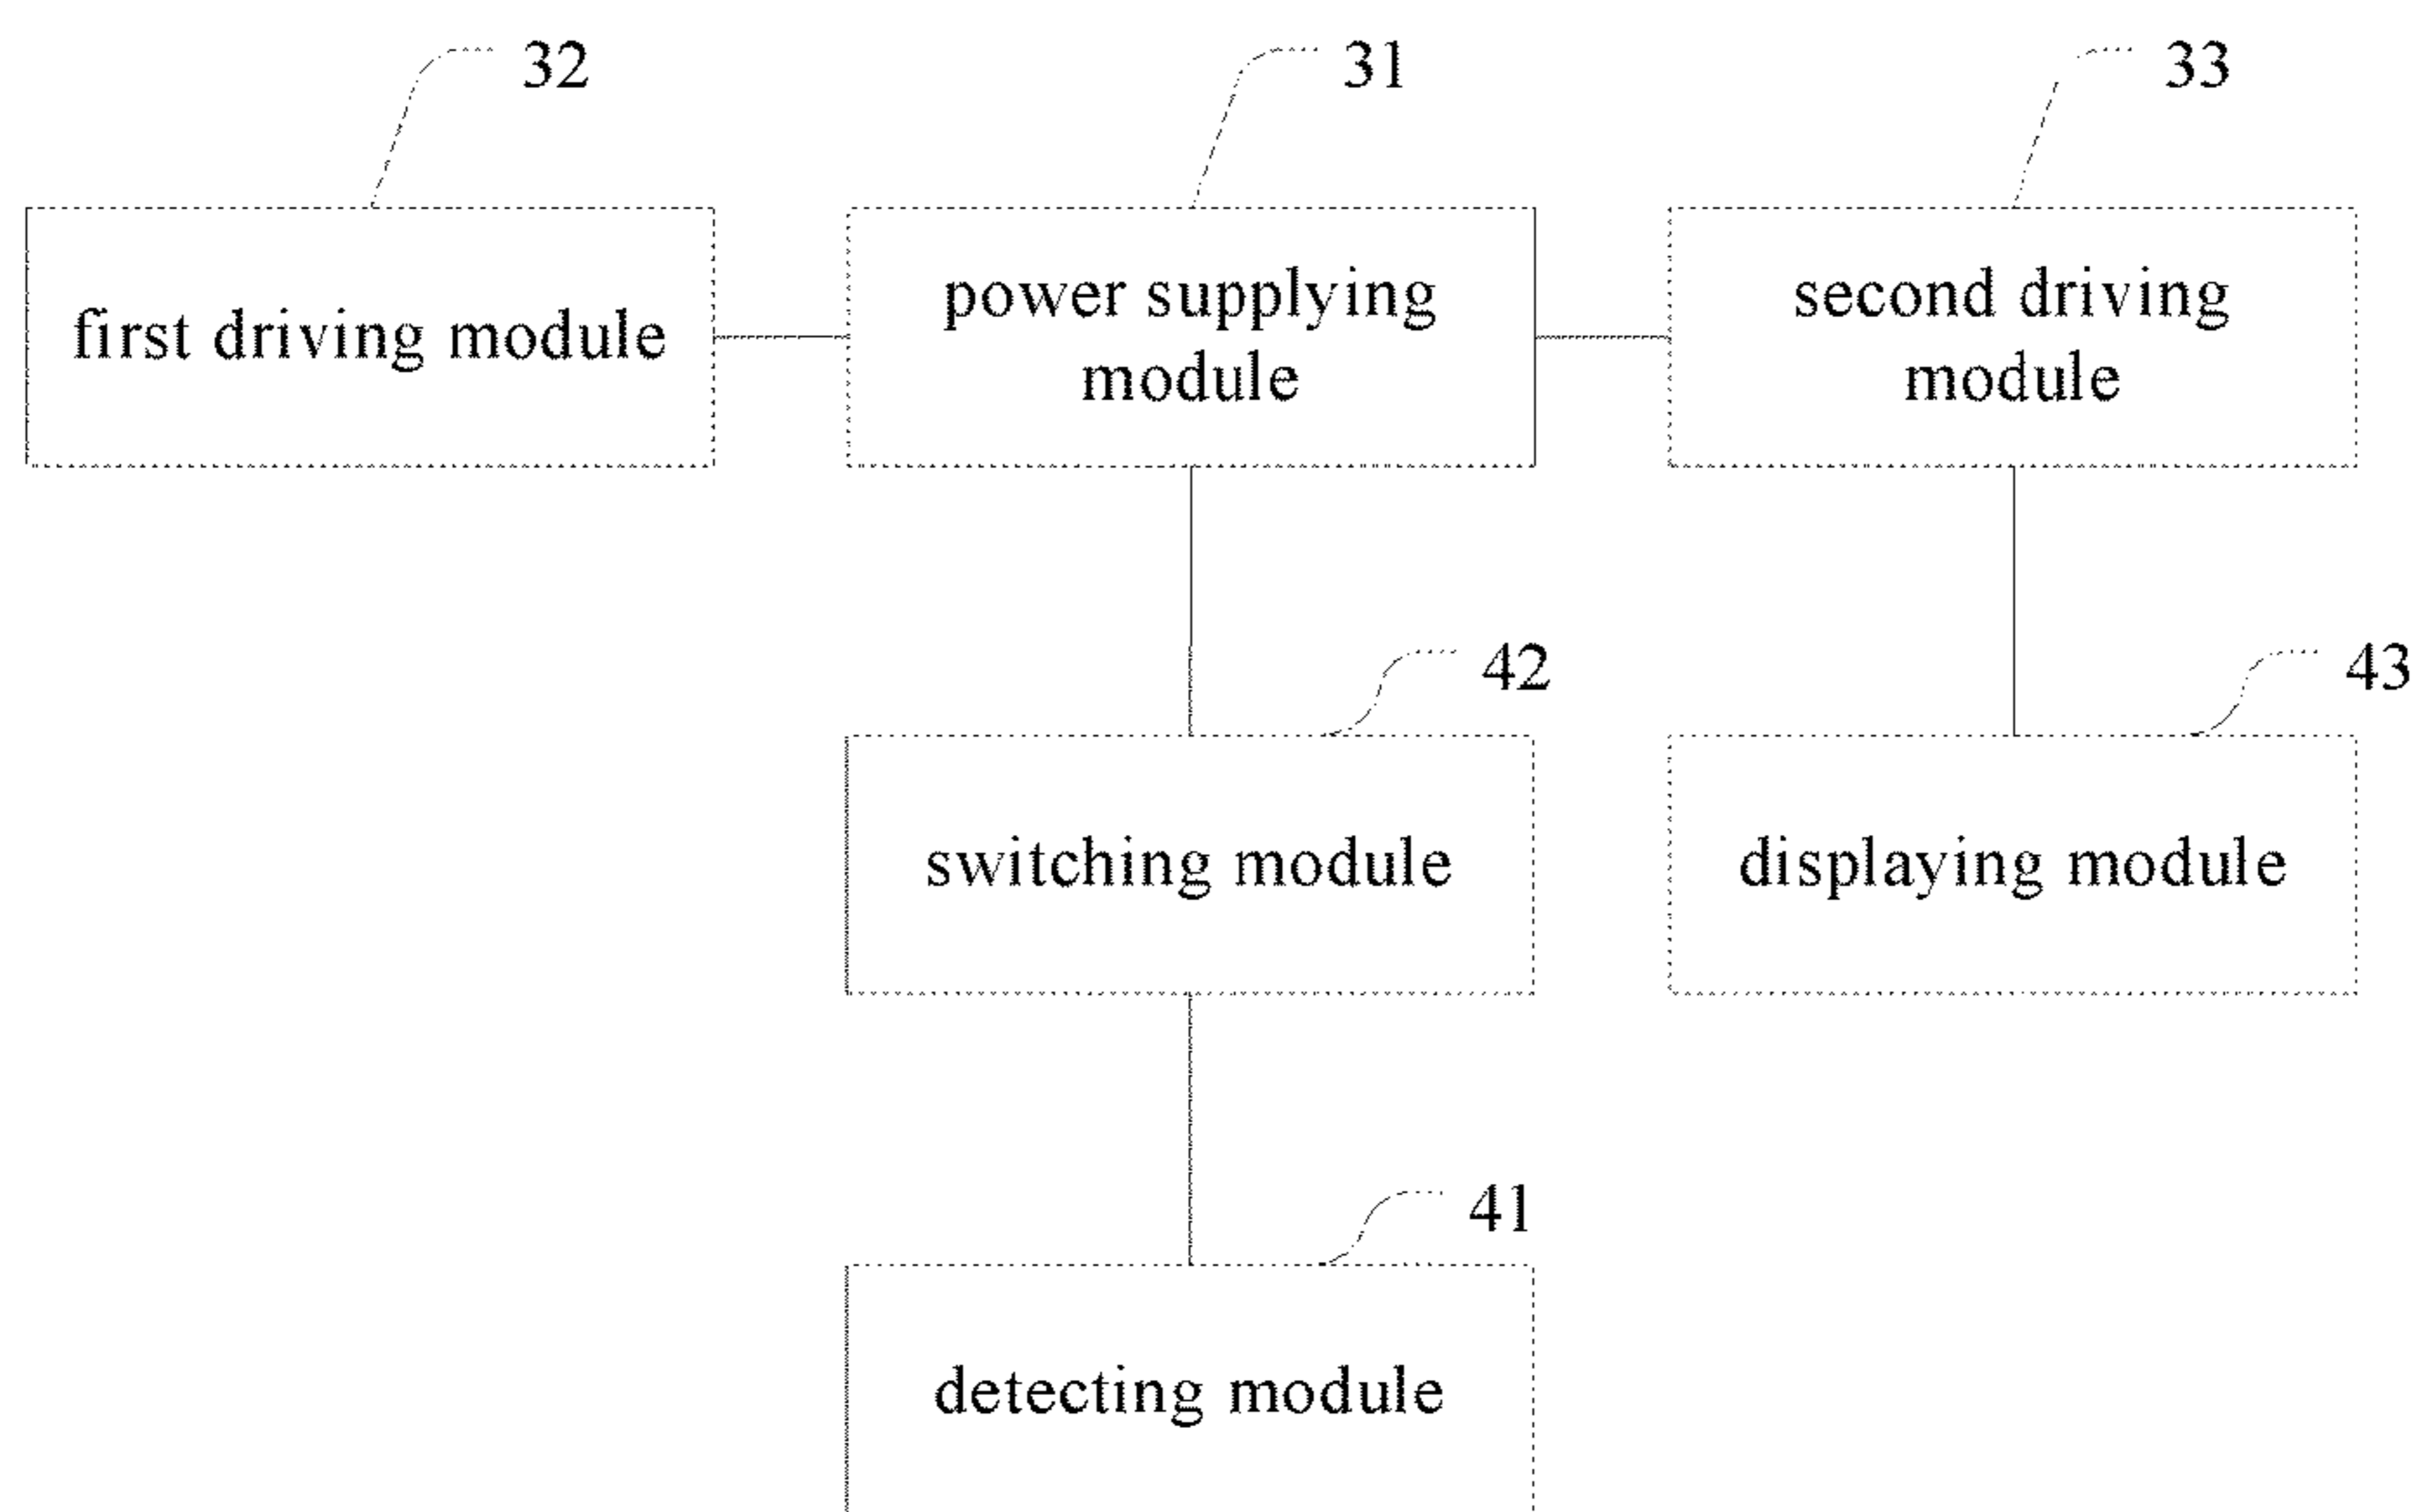 32
31
33
first driving module
power supplying
module
second driving
module
42
43
switching module
displaying module
41
detecting module